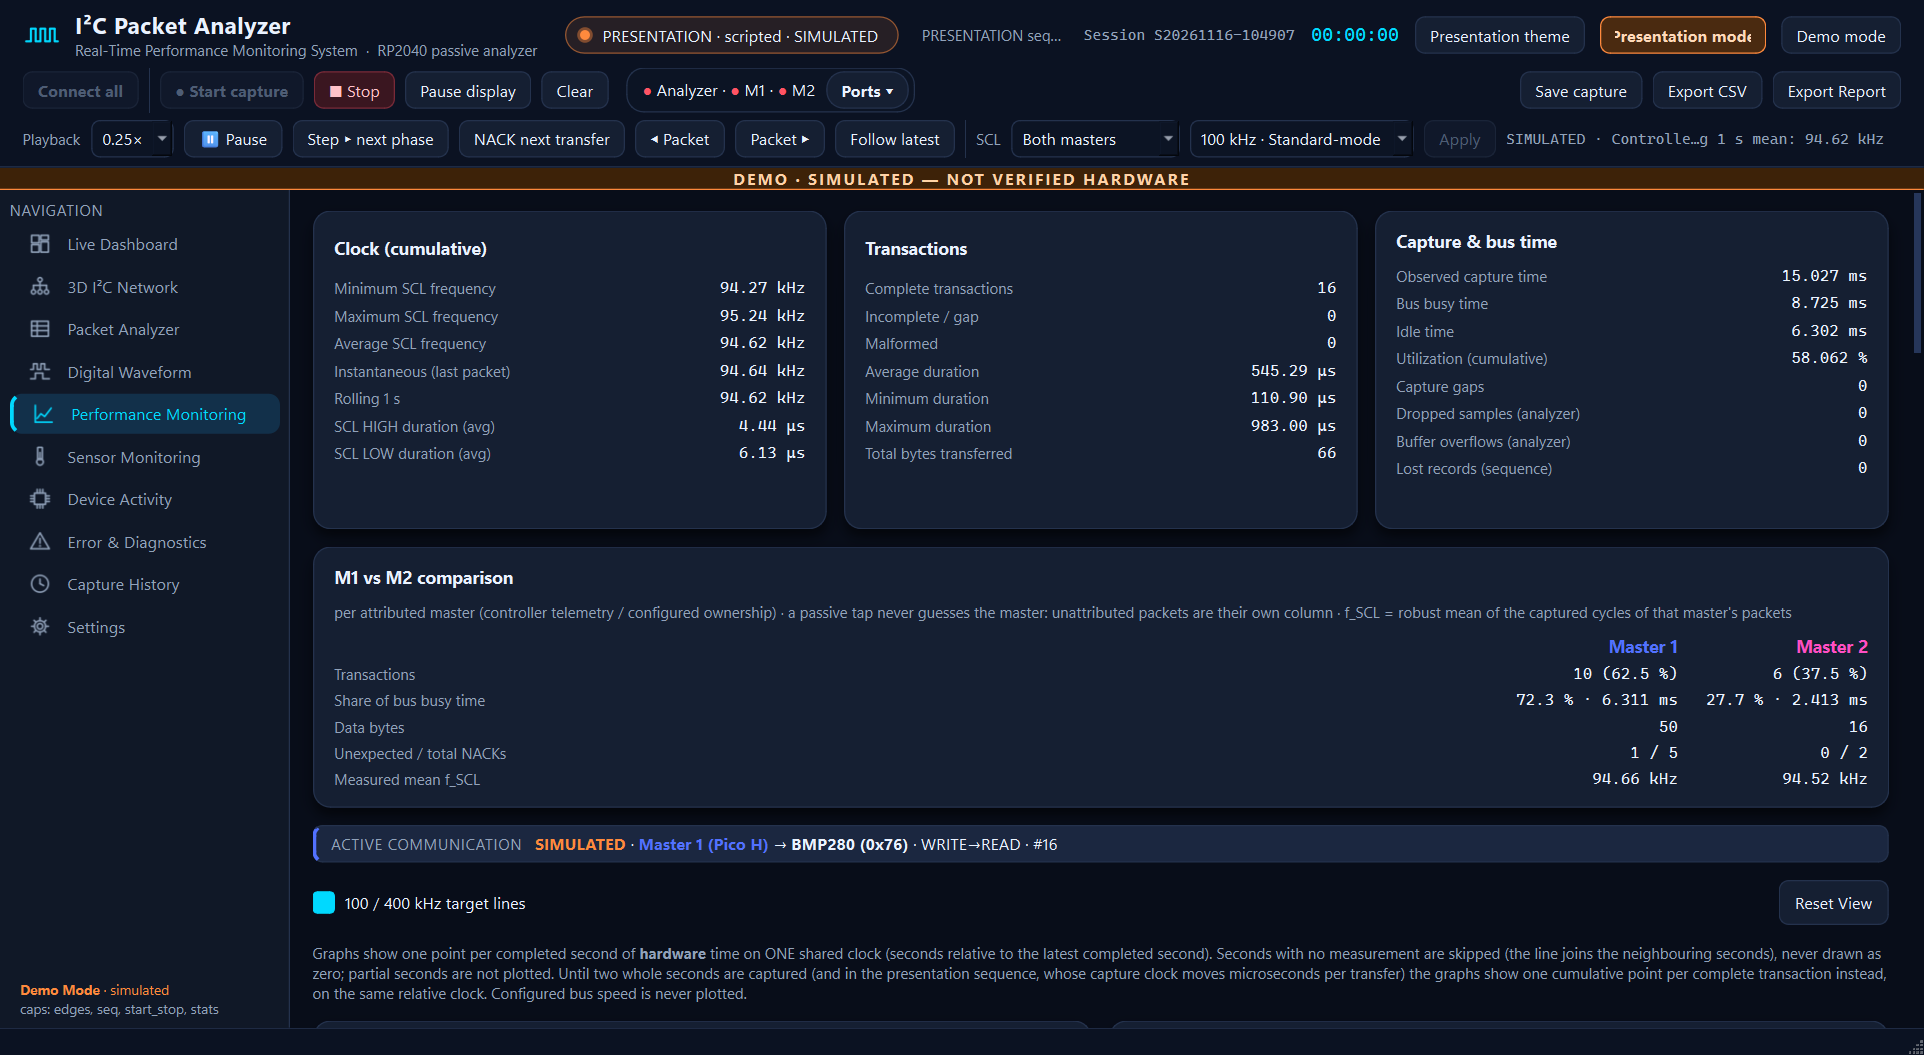 I²C Packet Analyzer
Real-Time Performance Monitoring System · RP2040 passive analyzer
PRESENTATION · scripted · SIMULATED
PRESENTATION seq...
Session S20261116-104907
00:00:00
Presentation theme
Presentation mode
Demo mode
Connect all
● Start capture
■ Stop
Pause display
Clear
● Analyzer · ● M1 · ● M2
Ports ▾
Save capture
Export CSV
Export Report
Playback
0.25×
Pause
Step ▸ next phase
NACK next transfer
◂ Packet
Packet ▸
Follow latest
SCL
Both masters
100 kHz · Standard-mode
Apply
SIMULATED · Controlle…g 1 s mean: 94.62 kHz
DEMO · SIMULATED — NOT VERIFIED HARDWARE
NAVIGATION
Live Dashboard
3D I²C Network
Packet Analyzer
Digital Waveform
Performance Monitoring
Sensor Monitoring
Device Activity
Error & Diagnostics
Capture History
Settings
Demo Mode · simulated
caps: edges, seq, start_stop, stats
Clock (cumulative)
Minimum SCL frequency 94.27 kHz
Maximum SCL frequency 95.24 kHz
Average SCL frequency 94.62 kHz
Instantaneous (last packet) 94.64 kHz
Rolling 1 s 94.62 kHz
SCL HIGH duration (avg) 4.44 µs
SCL LOW duration (avg) 6.13 µs
Transactions
Complete transactions 16
Incomplete / gap 0
Malformed 0
Average duration 545.29 µs
Minimum duration 110.90 µs
Maximum duration 983.00 µs
Total bytes transferred 66
Capture & bus time
Observed capture time 15.027 ms
Bus busy time 8.725 ms
Idle time 6.302 ms
Utilization (cumulative) 58.062 %
Capture gaps 0
Dropped samples (analyzer) 0
Buffer overflows (analyzer) 0
Lost records (sequence) 0
M1 vs M2 comparison
per attributed master (controller telemetry / configured ownership) · a passive tap never guesses the master: unattributed packets are their own column · f_SCL = robust mean of the captured cycles of that master's packets
Master 1 Master 2
Transactions 10 (62.5 %) 6 (37.5 %)
Share of bus busy time 72.3 % · 6.311 ms 27.7 % · 2.413 ms
Data bytes 50 16
Unexpected / total NACKs 1 / 5 0 / 2
Measured mean f_SCL 94.66 kHz 94.52 kHz
ACTIVE COMMUNICATION SIMULATED · Master 1 (Pico H) → BMP280 (0x76) · WRITE→READ · #16
100 / 400 kHz target lines
Reset View
Graphs show one point per completed second of hardware time on ONE shared clock (seconds relative to the latest completed second). Seconds with no measurement are skipped (the line joins the neighbouring seconds), never drawn as
zero; partial seconds are not plotted. Until two whole seconds are captured (and in the presentation sequence, whose capture clock moves microseconds per transfer) the graphs show one cumulative point per complete transaction instead,
on the same relative clock. Configured bus speed is never plotted.